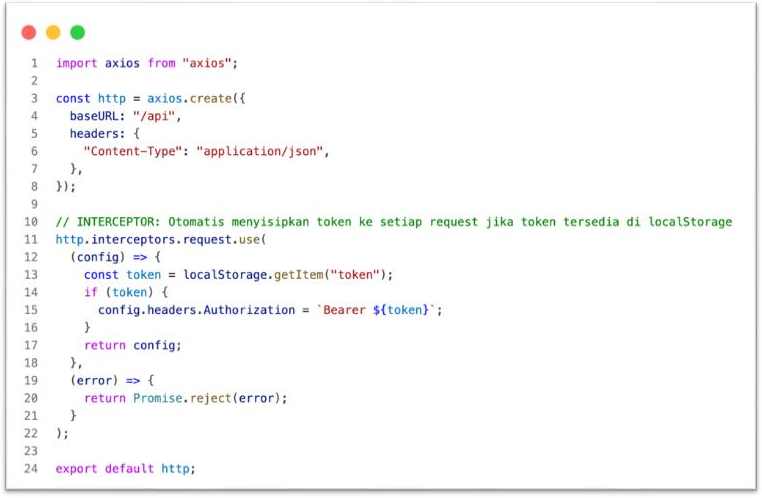 1 import axios from "axios";
2
3 const http = axios.create({
4   baseURL: "/api",
5   headers: {
6     "Content-Type": "application/json",
7   },
8 });
9
10 // INTERCEPTOR: Otomatis menyisipkan token ke setiap request jika token tersedia di localStorage
11 http.interceptors.request.use(
12   (config) => {
13     const token = localStorage.getItem("token");
14     if (token) {
15       config.headers.Authorization = `Bearer ${token}`;
16     }
17     return config;
18   },
19   (error) => {
20     return Promise.reject(error);
21   }
22 );
23
24 export default http;